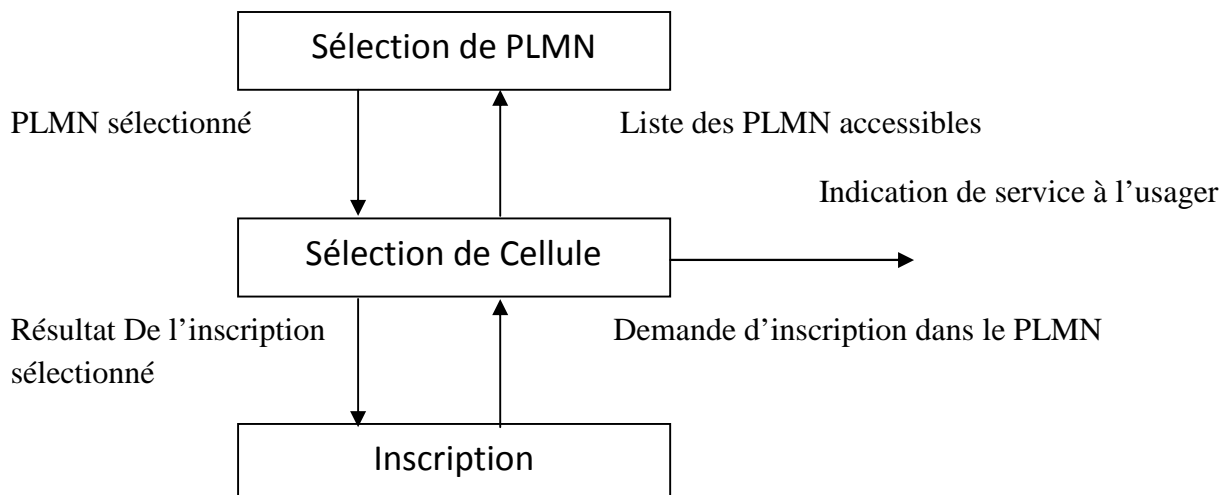 Sélection de PLMN
PLMN sélectionné
Liste des PLMN accessibles
Indication de service à l’usager
Sélection de Cellule
Résultat De l’inscription
sélectionné
Demande d’inscription dans le PLMN
Inscription